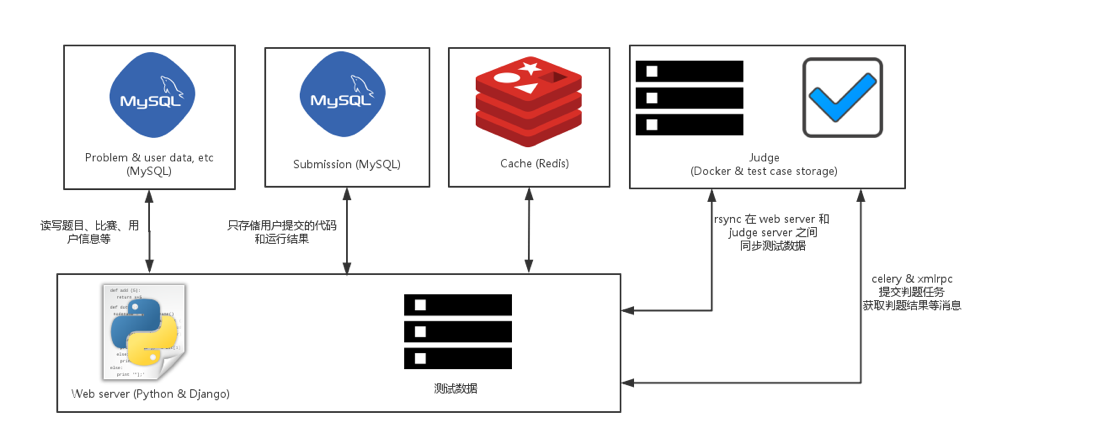 MySQL
Problem & user data, etc
(MySQL)
MySQL
Submission (MySQL)
Cache (Redis)
Judge
(Docker & test case storage)
读写题目、比赛、用
户信息等
只存储用户提交的代码
和运行结果
rsync 在 web server 和
judge server 之间
同步测试数据
celery & xmlrpc
提交判题任务
获取判题结果等消息
def add (5):
return
def
else
pri
else:
print
Web server (Python & Django)
测试数据